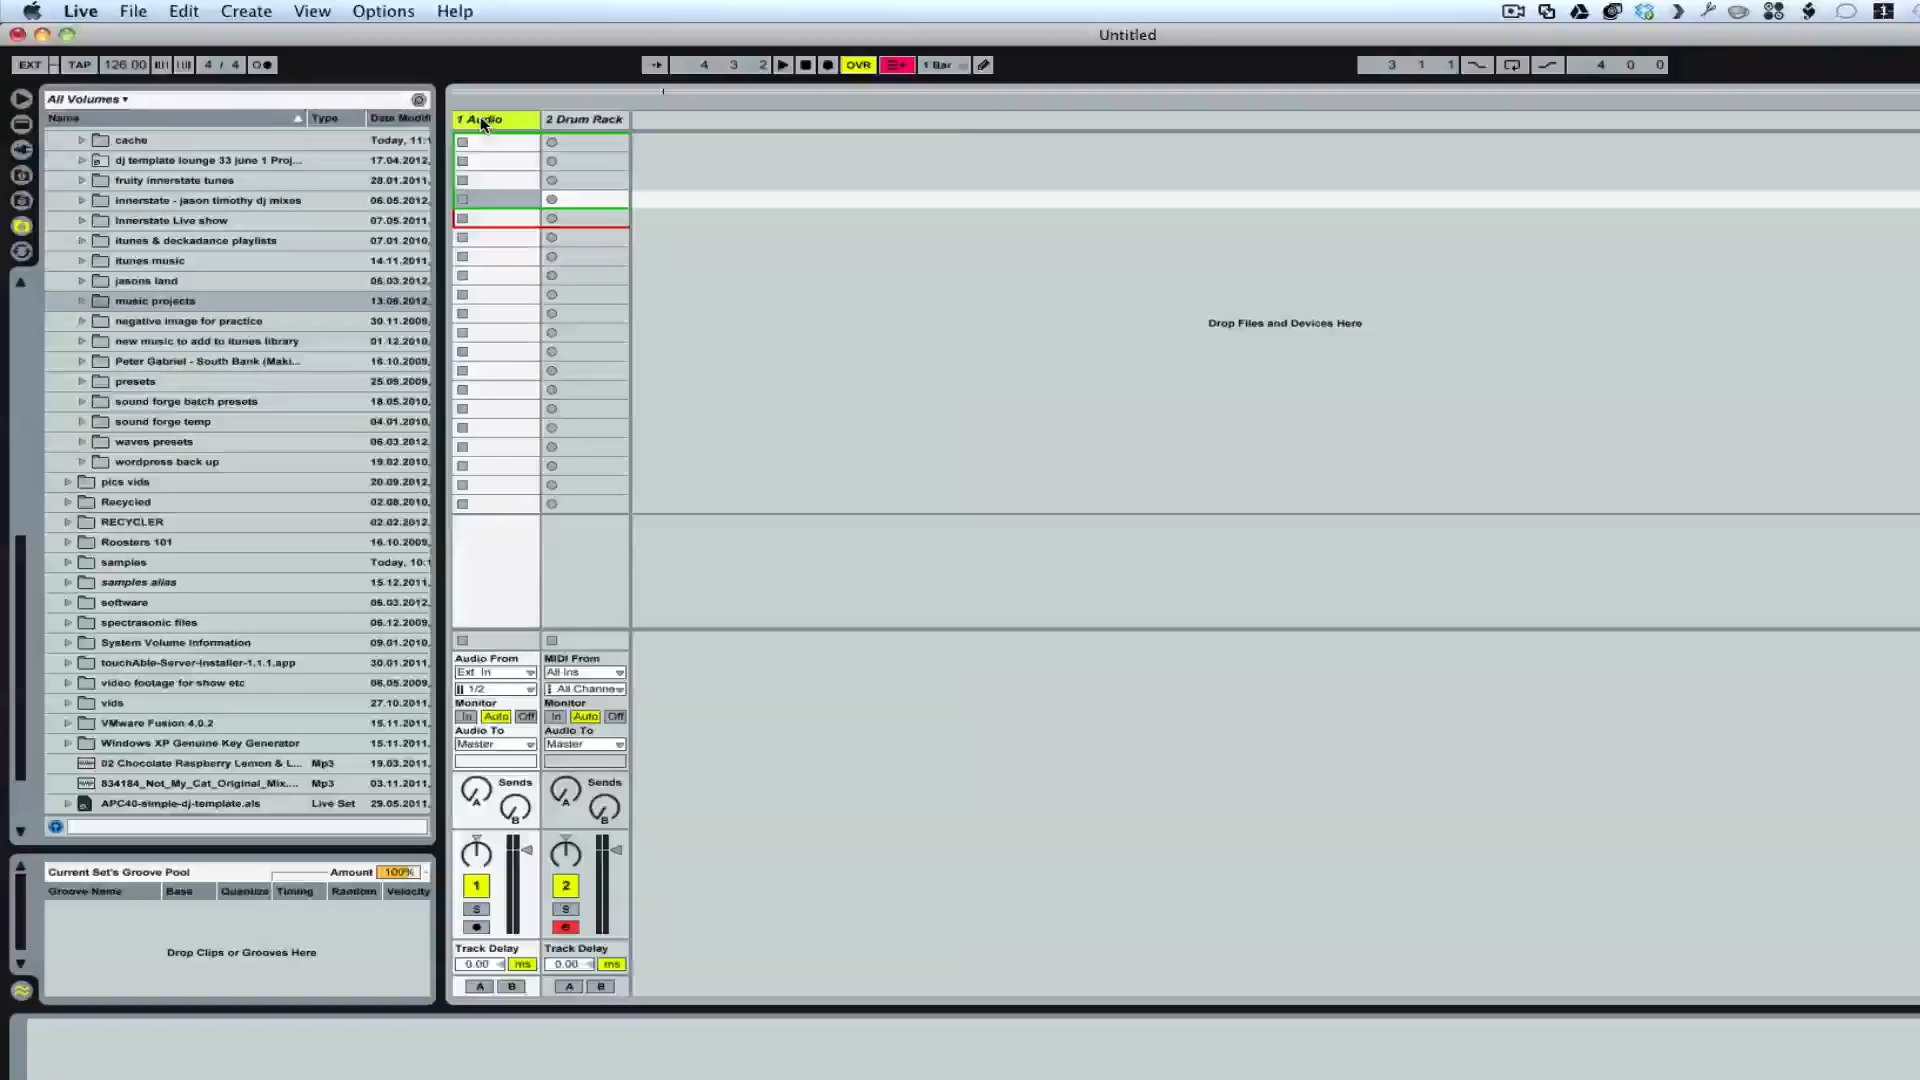 Live File Edit Create View Options Help
Untitled
EXT TAP 126.00 4 / 4 4 3 2 OVR 1 Bar 3 1 1 4 0 0
All Volumes
Name Type Date Modifi
cache Today, 11:1
dj template lounge 33 june 1 Proj... 17.04.2012,
fruity innerstate tunes 28.01.2011,
innerstate - jason timothy dj mixes 06.05.2012,
Innerstate Live show 07.05.2011,
itunes & deckadance playlists 07.01.2010,
itunes music 14.11.2011,
jasons land 06.03.2012,
music projects 13.06.2012,
negative image for practice 30.11.2009,
new music to add to itunes library 01.12.2010,
Peter Gabriel - South Bank (Maki... 16.10.2009,
presets 25.09.2009,
sound forge batch presets 18.05.2010,
sound forge temp 04.01.2010,
waves presets 06.03.2012,
wordpress back up 19.02.2010,
pics vids 20.09.2012,
Recycled 02.08.2010,
RECYCLER 02.02.2012,
Roosters 101 16.10.2009,
samples Today, 10:1
samples alias 15.12.2011,
software 06.03.2012,
spectrasonic files 06.12.2009,
System Volume Information 09.01.2010,
touchAble-Server-Installer-1.1.1.app 30.01.2011,
video footage for show etc 06.05.2009,
vids 27.10.2011,
VMware Fusion 4.0.2 15.11.2011,
Windows XP Genuine Key Generator 15.11.2011,
02 Chocolate Raspberry Lemon & L... Mp3 19.03.2011,
834184_Not_My_Cat_Original_Mix.... Mp3 03.11.2011,
APC40-simple-dj-template.als Live Set 29.05.2011,
Current Set's Groove Pool Amount 100%
Groove Name Base Quantize Timing Random Velocity
Drop Clips or Grooves Here
1 Audio 2 Drum Rack
Drop Files and Devices Here
Audio From MIDI From
Ext. In All Ins
1/2 All Channe
Monitor Monitor
In Auto Off In Auto Off
Audio To Audio To
Master Master
Sends Sends
A B A B
1 2
S S
Track Delay Track Delay
0.00 ms 0.00 ms
A B A B